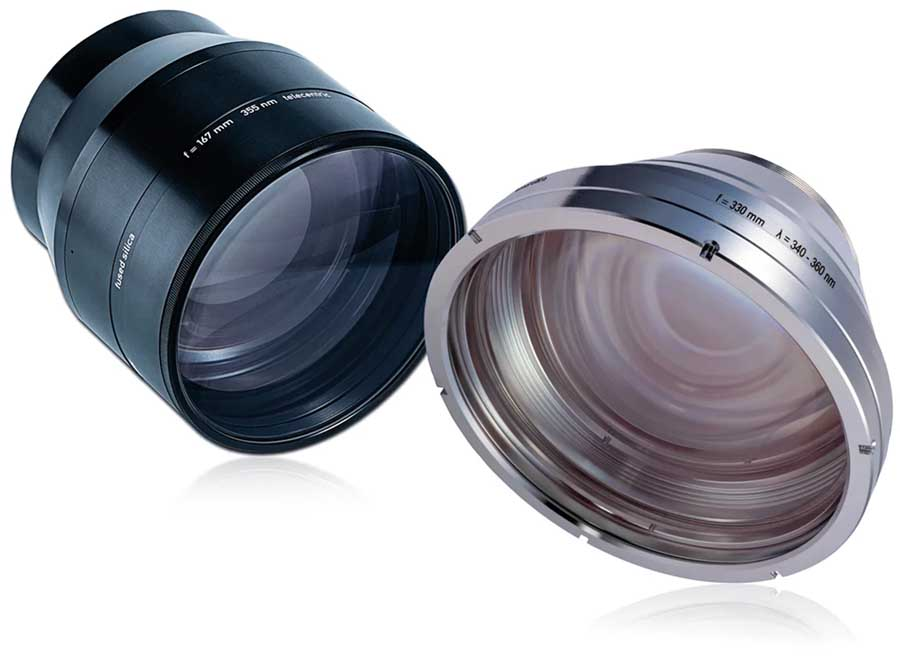 f = 167 mm 355 nm telecentric
fused silica
f = 330 mm λ = 340 - 360 nm